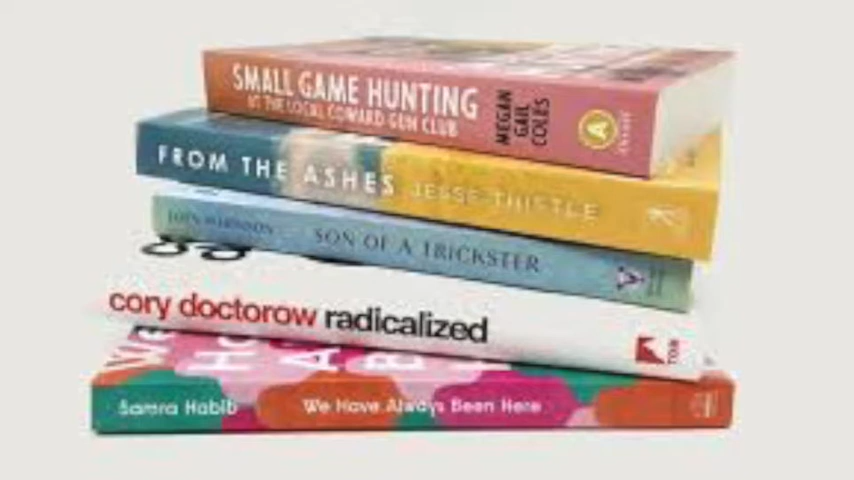 SMALL GAME HUNTING
AT THE LOCAL COWARD GUN CLUB
MEGAN
GAIL
COLES
A
FROM THE ASHES JESSE THISTLE
SON OF A TRICKSTER
cory doctorow radicalized
TOR
Samra Habib We Have Always Been Here